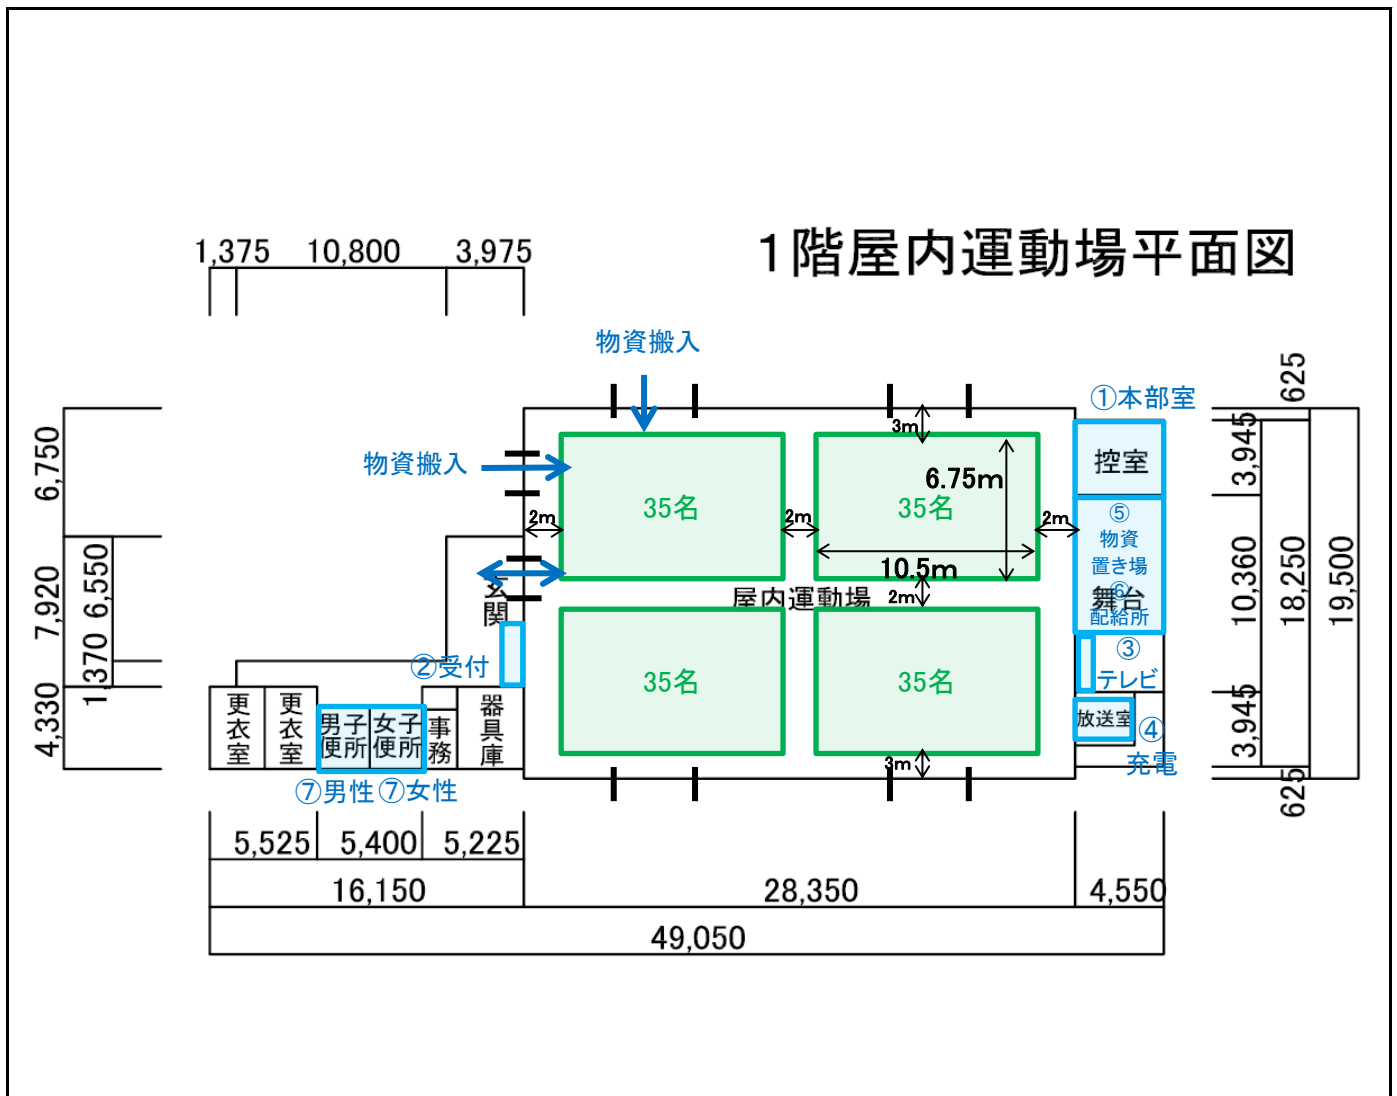 1階屋内運動場平面図
1,375
10,800
3,975
物資搬入
物資搬入
①本部室
控室
⑤
物資
置き場
舞台
⑥
配給所
③
テレビ
放送室
④
充電
35名
35名
35名
35名
3m
6.75m
2m
2m
2m
10.5m
2m
3m
屋内運動場
玄関
②受付
更衣室
更衣室
男子便所
女子便所
事務
器具庫
⑦男性
⑦女性
6,750
7,920
6,550
1,370
4,330
625
3,945
10,360
18,250
19,500
3,945
625
5,525
5,400
5,225
16,150
28,350
4,550
49,050